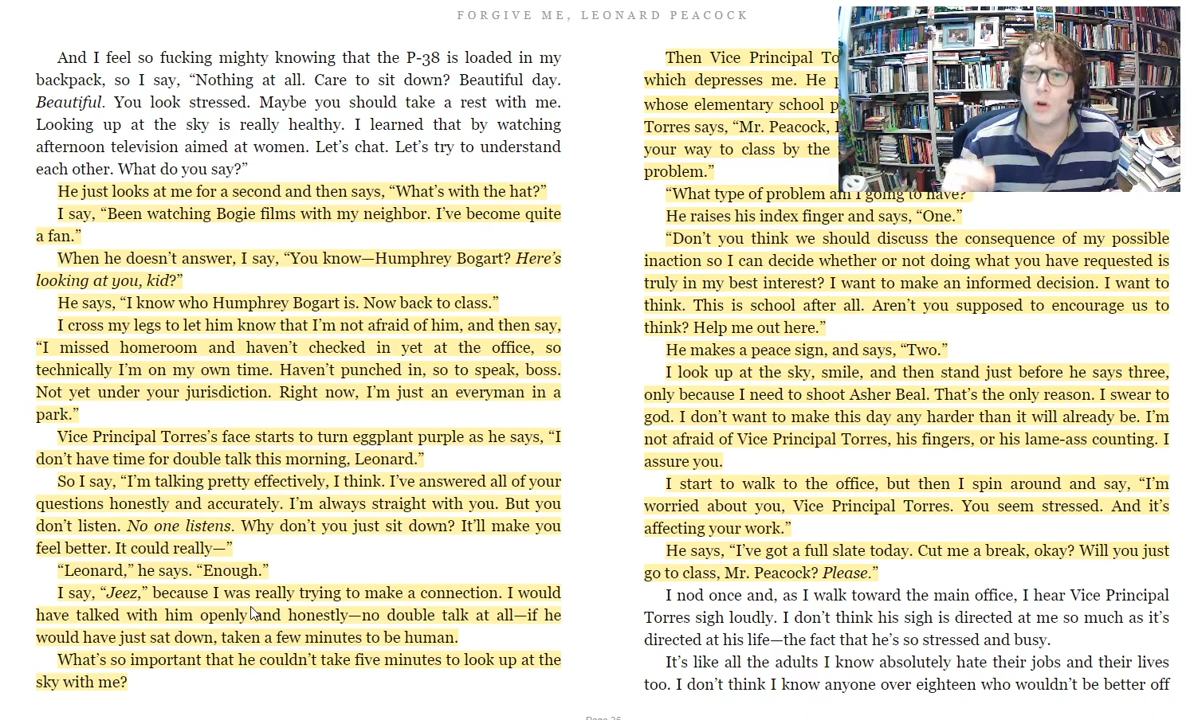 FORGIVE ME, LEONARD PEACOCK
And I feel so fucking mighty knowing that the P-38 is loaded in my
backpack, so I say, “Nothing at all. Care to sit down? Beautiful day.
Beautiful. You look stressed. Maybe you should take a rest with me.
Looking up at the sky is really healthy. I learned that by watching
afternoon television aimed at women. Let’s chat. Let’s try to understand
each other. What do you say?”
He just looks at me for a second and then says, “What’s with the hat?”
I say, “Been watching Bogie films with my neighbor. I’ve become quite
a fan.”
When he doesn’t answer, I say, “You know—Humphrey Bogart? Here’s
looking at you, kid?”
He says, “I know who Humphrey Bogart is. Now back to class.”
I cross my legs to let him know that I’m not afraid of him, and then say,
“I missed homeroom and haven’t checked in yet at the office, so
technically I’m on my own time. Haven’t punched in, so to speak, boss.
Not yet under your jurisdiction. Right now, I’m just an everyman in a
park.”
Vice Principal Torres’s face starts to turn eggplant purple as he says, “I
don’t have time for double talk this morning, Leonard.”
So I say, “I’m talking pretty effectively, I think. I’ve answered all of your
questions honestly and accurately. I’m always straight with you. But you
don’t listen. No one listens. Why don’t you just sit down? It’ll make you
feel better. It could really—”
“Leonard,” he says. “Enough.”
I say, “Jeez,” because I was really trying to make a connection. I would
have talked with him openly and honestly—no double talk at all—if he
would have just sat down, taken a few minutes to be human.
What’s so important that he couldn’t take five minutes to look up at the
sky with me?
Then Vice Principal To
which depresses me. He
whose elementary school
Torres says, “Mr. Peacock,
your way to class by the
problem.”
“What type of problem am I going to have?
He raises his index finger and says, “One.”
“Don’t you think we should discuss the consequence of my possible
inaction so I can decide whether or not doing what you have requested is
truly in my best interest? I want to make an informed decision. I want to
think. This is school after all. Aren’t you supposed to encourage us to
think? Help me out here.”
He makes a peace sign, and says, “Two.”
I look up at the sky, smile, and then stand just before he says three,
only because I need to shoot Asher Beal. That’s the only reason. I swear to
god. I don’t want to make this day any harder than it will already be. I’m
not afraid of Vice Principal Torres, his fingers, or his lame-ass counting. I
assure you.
I start to walk to the office, but then I spin around and say, “I’m
worried about you, Vice Principal Torres. You seem stressed. And it’s
affecting your work.”
He says, “I’ve got a full slate today. Cut me a break, okay? Will you just
go to class, Mr. Peacock? Please.”
I nod once and, as I walk toward the main office, I hear Vice Principal
Torres sigh loudly. I don’t think his sigh is directed at me so much as it’s
directed at his life—the fact that he’s so stressed and busy.
It’s like all the adults I know absolutely hate their jobs and their lives
too. I don’t think I know anyone over eighteen who wouldn’t be better off